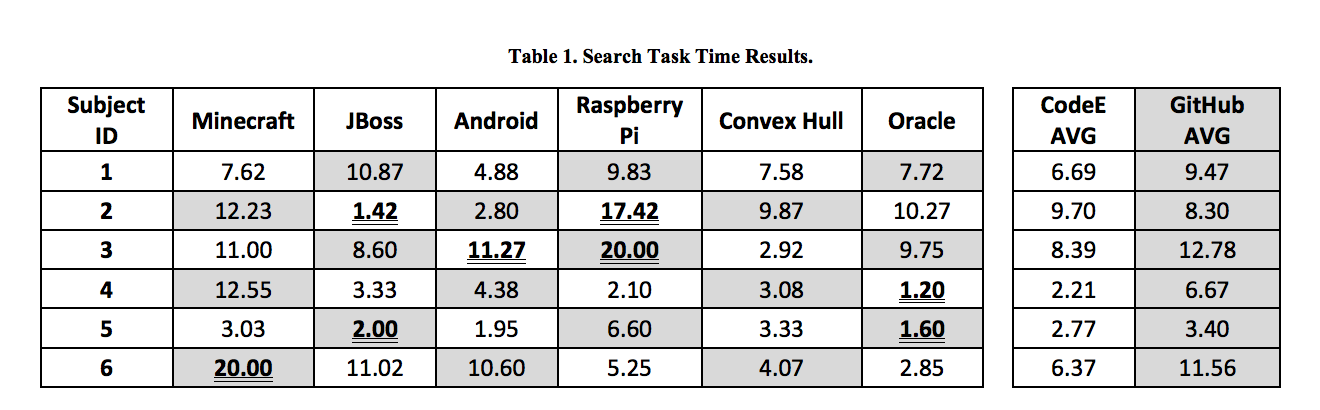 Table 1. Search Task Time Results.
Subject ID Minecraft JBoss Android Raspberry Pi Convex Hull Oracle CodeE AVG GitHub AVG
1 7.62 10.87 4.88 9.83 7.58 7.72 6.69 9.47
2 12.23 1.42 2.80 17.42 9.87 10.27 9.70 8.30
3 11.00 8.60 11.27 20.00 2.92 9.75 8.39 12.78
4 12.55 3.33 4.38 2.10 3.08 1.20 2.21 6.67
5 3.03 2.00 1.95 6.60 3.33 1.60 2.77 3.40
6 20.00 11.02 10.60 5.25 4.07 2.85 6.37 11.56